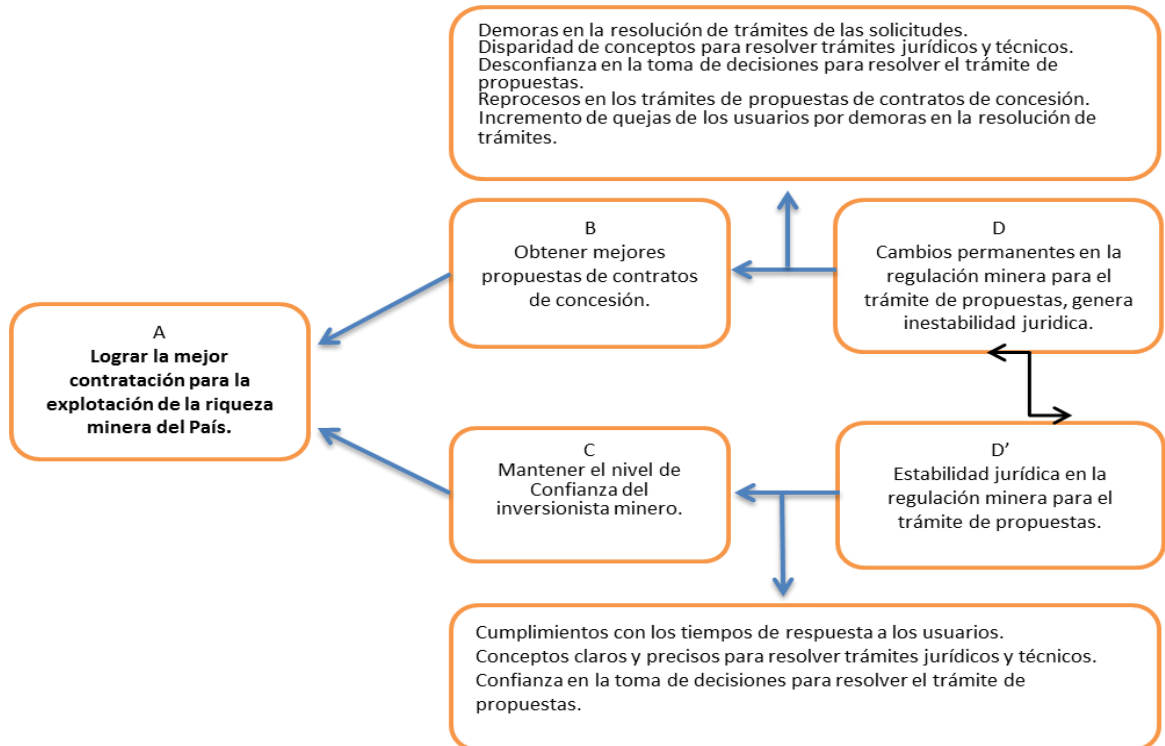 Demoras en la resolución de trámites de las solicitudes.
Disparidad de conceptos para resolver trámites jurídicos y técnicos.
Desconfianza en la toma de decisiones para resolver el trámite de
propuestas.
Reprocesos en los trámites de propuestas de contratos de concesión.
Incremento de quejas de los usuarios por demoras en la resolución de
trámites.
B
Obtener mejores
propuestas de contratos
de concesión.
D
Cambios permanentes en la
regulación minera para el
trámite de propuestas, genera
inestabilidad juridica.
A
Lograr la mejor
contratación para la
explotación de la riqueza
minera del País.
C
Mantener el nivel de
Confianza del
inversionista minero.
D’
Estabilidad jurídica en la
regulación minera para el
trámite de propuestas.
Cumplimientos con los tiempos de respuesta a los usuarios.
Conceptos claros y precisos para resolver trámites jurídicos y técnicos.
Confianza en la toma de decisiones para resolver el trámite de
propuestas.